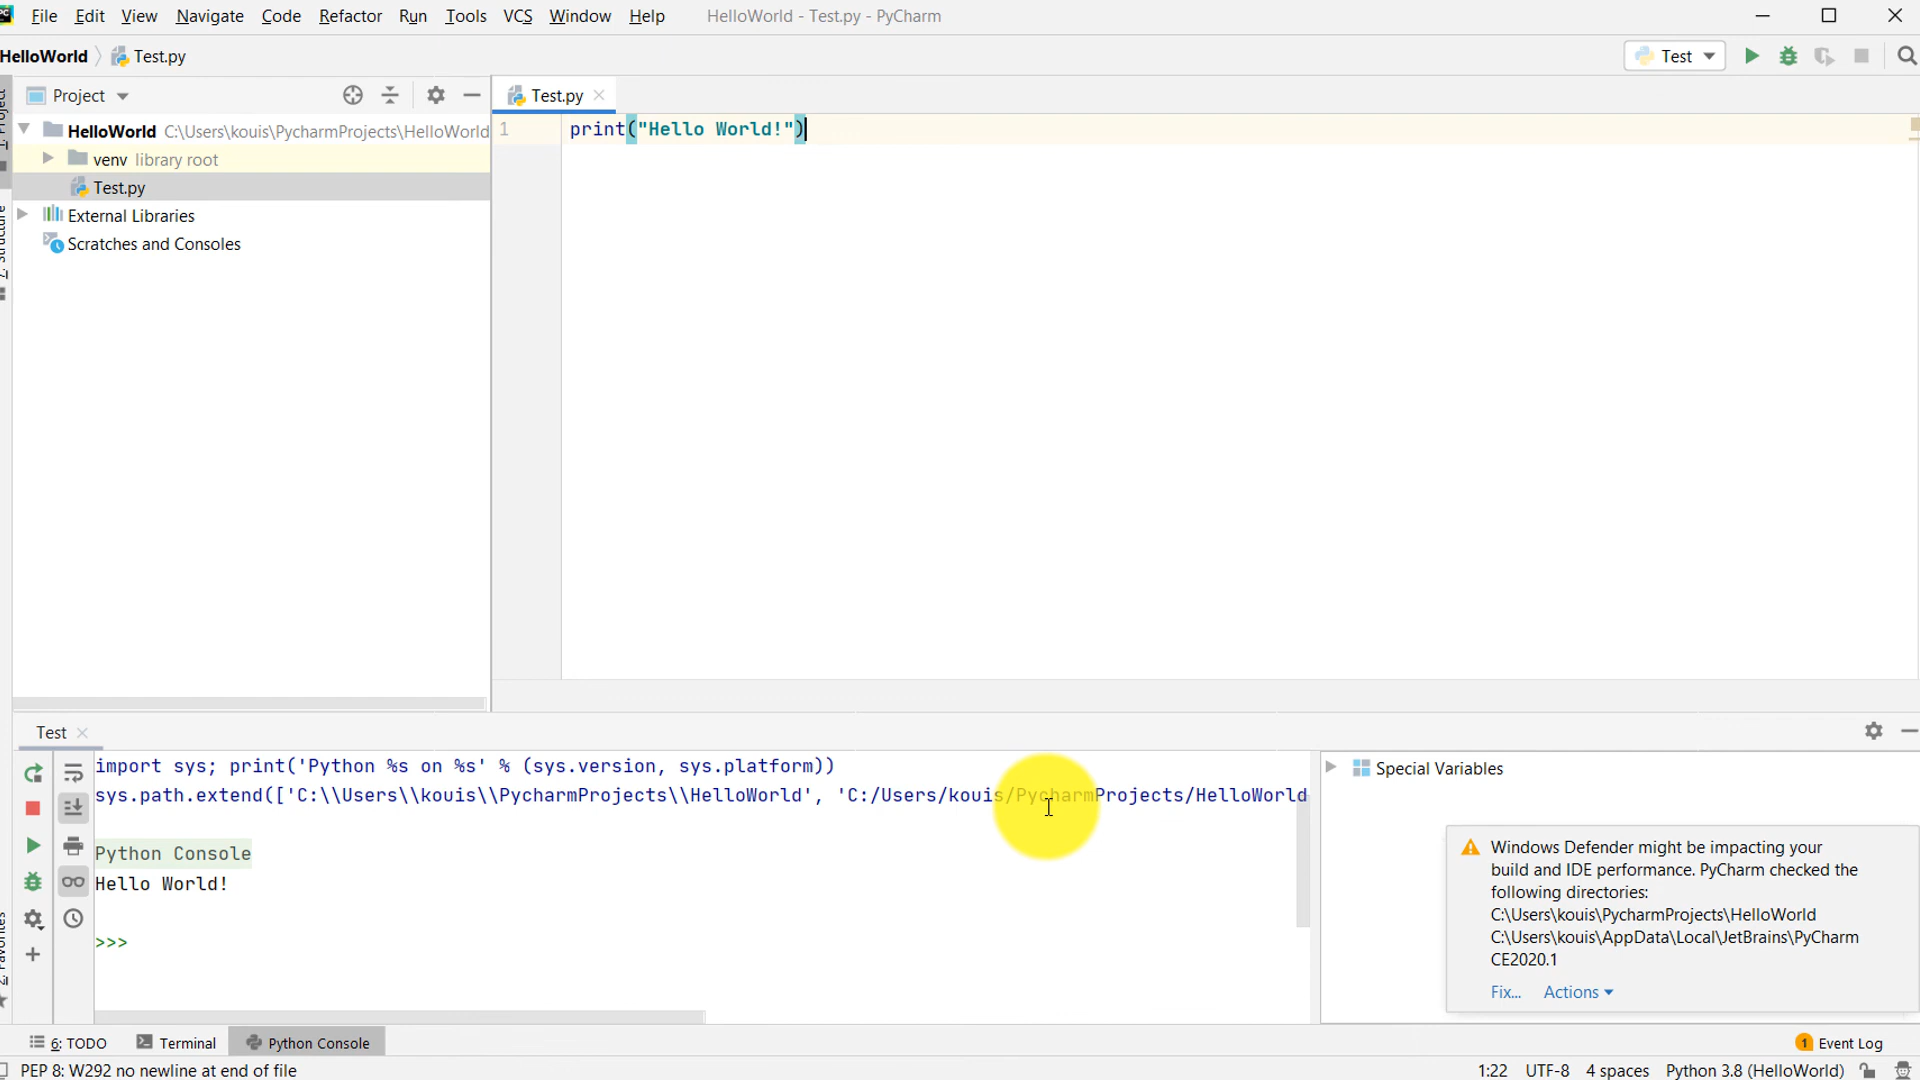 File Edit View Navigate Code Refactor Run Tools VCS Window Help HelloWorld - Test.py - PyCharm
HelloWorld Test.py Test
Project
Test.py
HelloWorld C:\Users\kouis\PycharmProjects\HelloWorld
venv library root
Test.py
External Libraries
Scratches and Consoles
1 print("Hello World!")
Test
import sys; print('Python %s on %s' % (sys.version, sys.platform))
sys.path.extend(['C:\\Users\\kouis\\PycharmProjects\\HelloWorld', 'C:/Users/kouis/PycharmProjects/HelloWorld
Python Console
Hello World!
>>>
Special Variables
Windows Defender might be impacting your
build and IDE performance. PyCharm checked the
following directories:
C:\Users\kouis\PycharmProjects\HelloWorld
C:\Users\kouis\AppData\Local\JetBrains\PyCharm
CE2020.1
Fix... Actions
6: TODO Terminal Python Console 1 Event Log
PEP 8: W292 no newline at end of file 1:22 UTF-8 4 spaces Python 3.8 (HelloWorld)